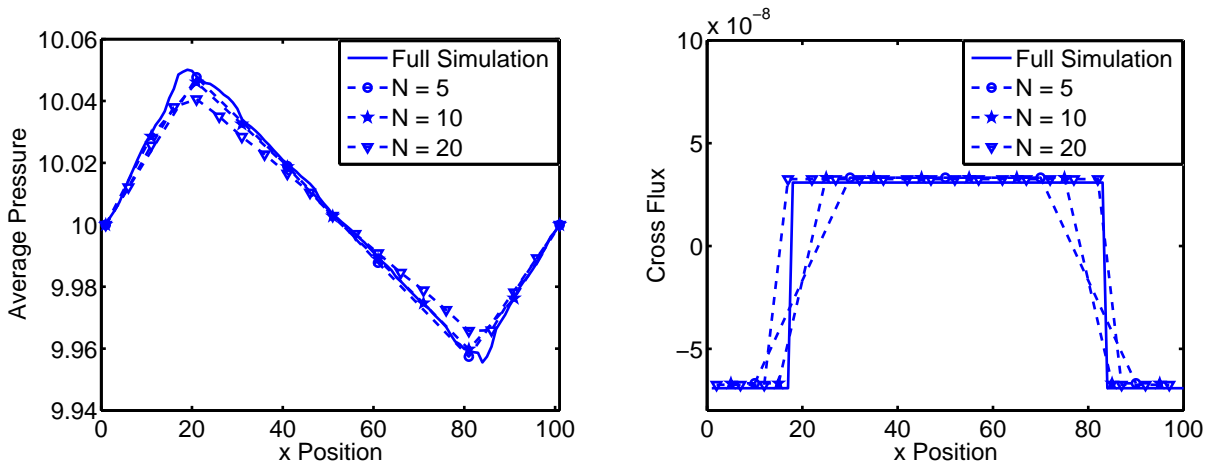 10.06
10.04
10.02
10
9.98
9.96
9.94
Average Pressure
0
20
40
60
80
100
x Position
Full Simulation
N = 5
N = 10
N = 20
x 10⁻⁸
10
5
0
−5
Cross Flux
0
20
40
60
80
100
x Position
Full Simulation
N = 5
N = 10
N = 20